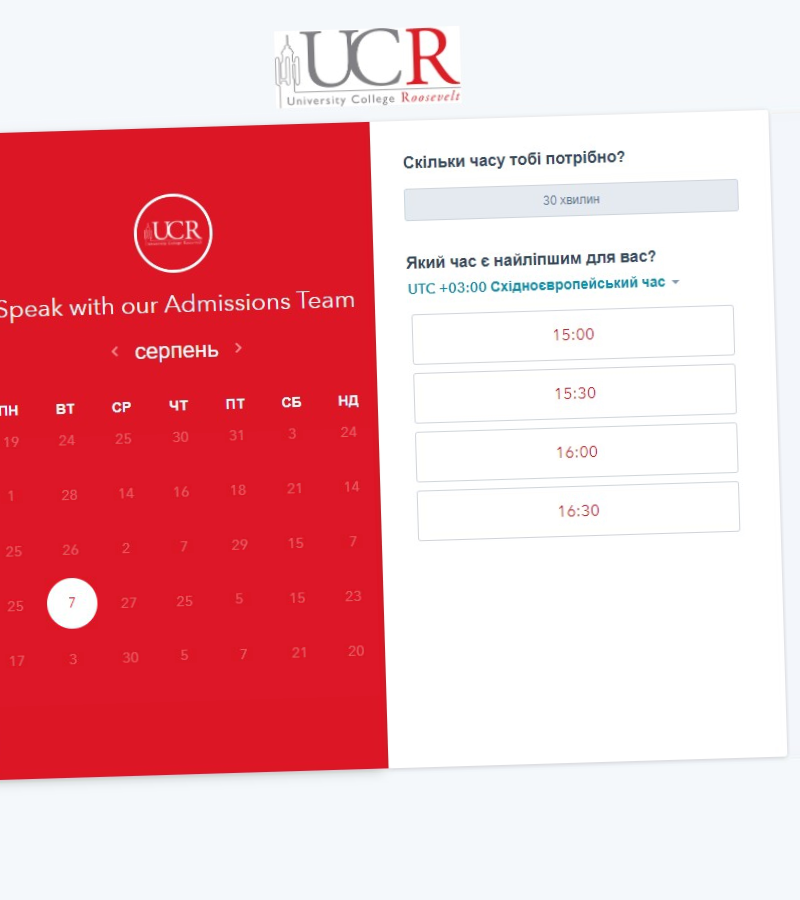 UCR
University College Roosevelt
UCR
University College Roosevelt
Speak with our Admissions Team
серпень
ПН ВТ СР ЧТ ПТ СБ НД
19 24 25 30 31 3 24
1 28 14 16 18 21 14
25 26 2 7 29 15 7
25 7 27 25 5 15 23
17 3 30 5 7 21 20
Скільки часу тобі потрібно?
30 хвилин
Який час є найліпшим для вас?
UTC +03:00 Східноєвропейський час
15:00
15:30
16:00
16:30